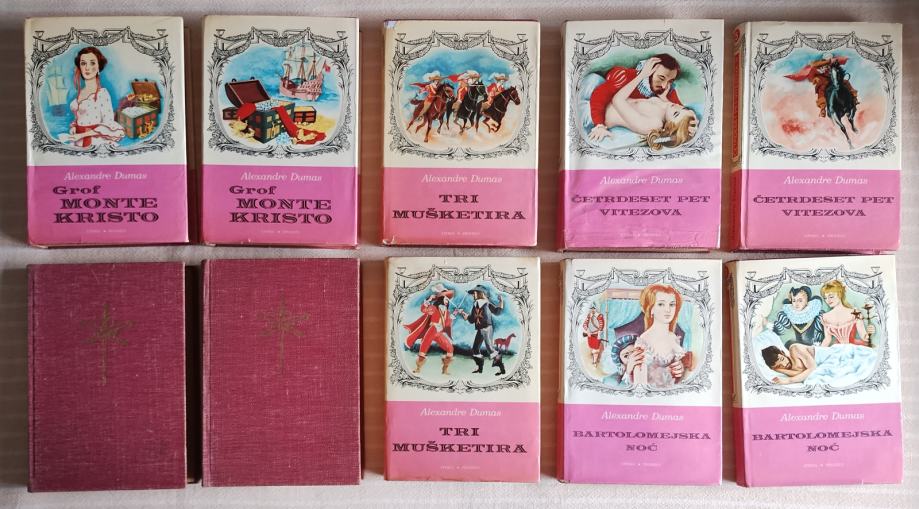 Alexandre Dumas
Grof
MONTE
KRISTO
Alexandre Dumas
Grof
MONTE
KRISTO
Alexandre Dumas
TRI
MUŠKETIRA
Alexandre Dumas
ČETRDESET PET
VITEZOVA
Alexandre Dumas
ČETRDESET PET
VITEZOVA
Alexandre Dumas
TRI
MUŠKETIRA
Alexandre Dumas
BARTOLOMEJSKA
NOĆ
Alexandre Dumas
BARTOLOMEJSKA
NOĆ